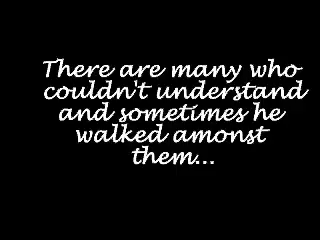 There are many who
couldn't understand
and sometimes he
walked amonst
them...